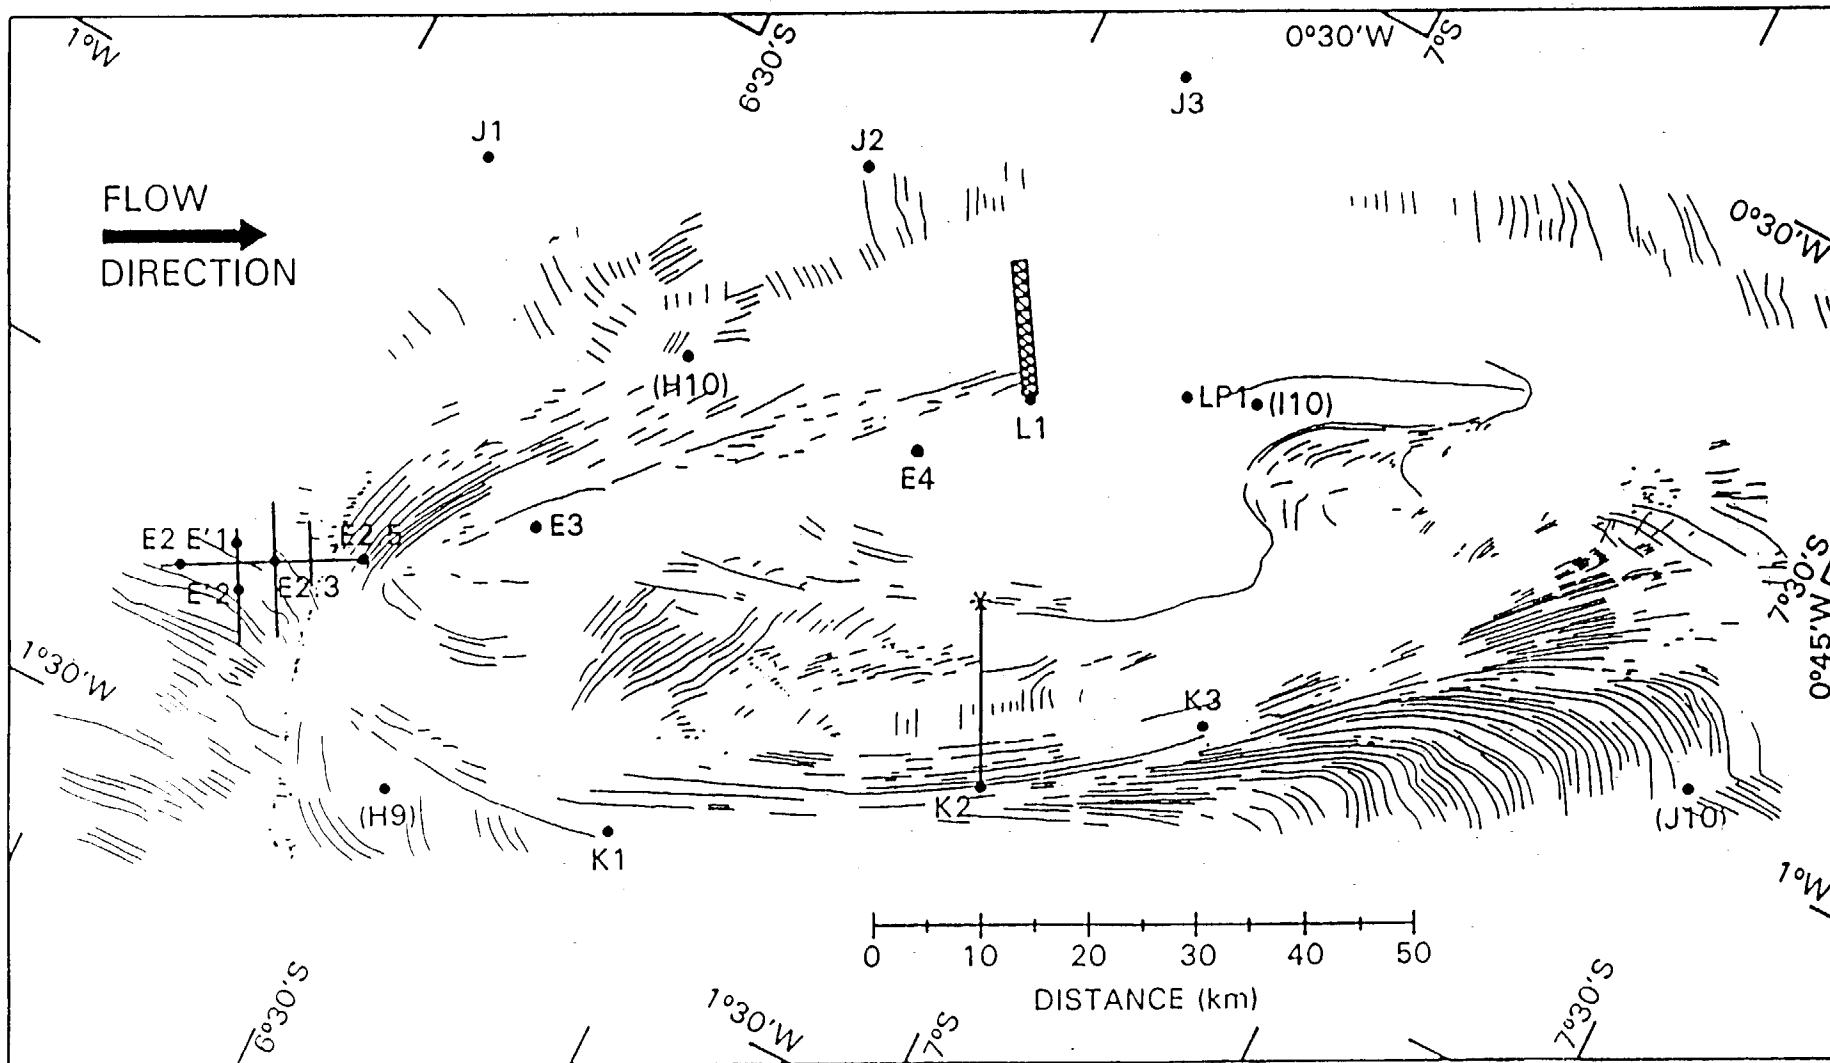 1°W
6°30'S
0°30'W
7°S
J3
J1
J2
FLOW
DIRECTION
0°30'W
(H10)
L1
LP1
(I10)
E4
E3
E2
E'1
E2.5
E'2
E2.3
7°30'S
0°45'W
1°30'W
K3
K2
(H9)
K1
(J10)
1°W
0 10 20 30 40 50
DISTANCE (km)
6°30'S
1°30'W
7°S
7°30'S